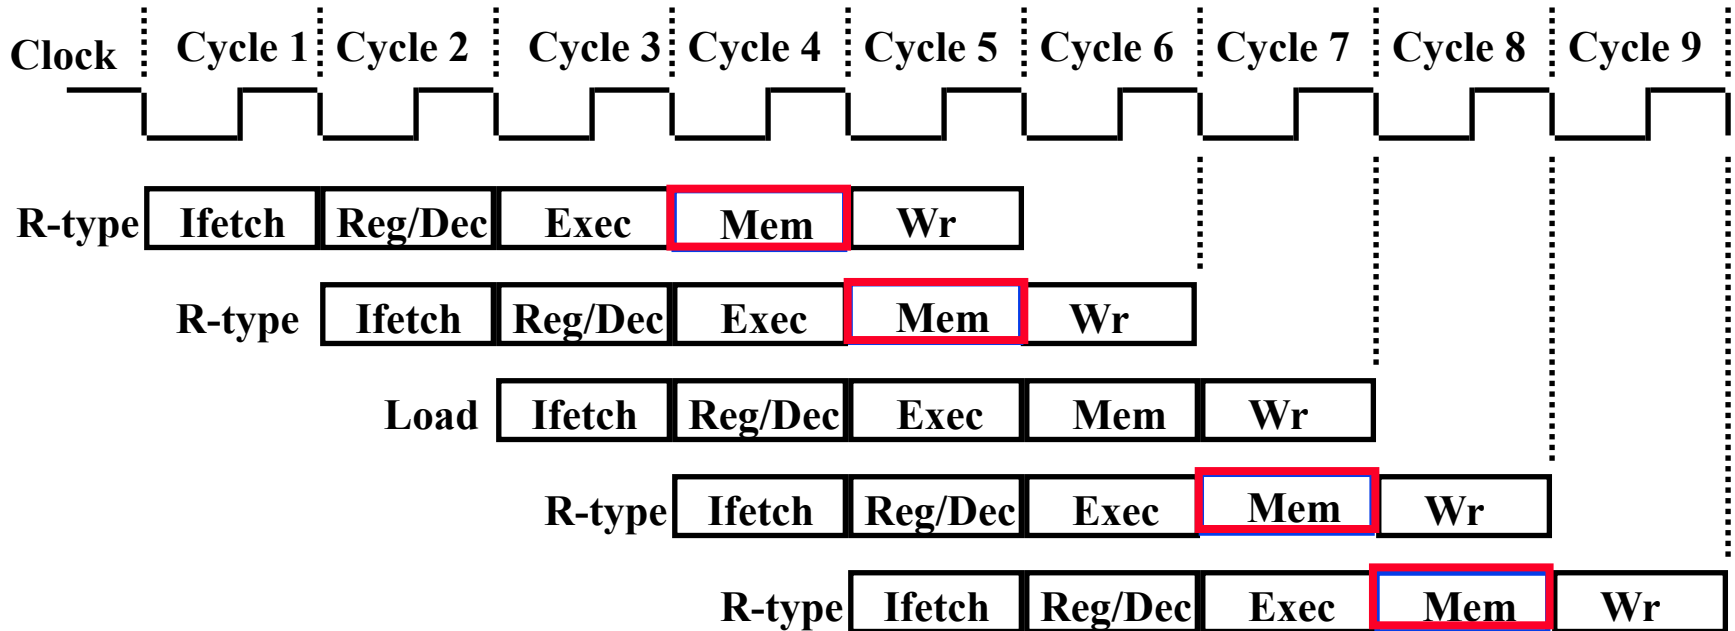 Clock Cycle 1 Cycle 2 Cycle 3 Cycle 4 Cycle 5 Cycle 6 Cycle 7 Cycle 8 Cycle 9
R-type Ifetch Reg/Dec Exec Mem Wr
R-type Ifetch Reg/Dec Exec Mem Wr
Load Ifetch Reg/Dec Exec Mem Wr
R-type Ifetch Reg/Dec Exec Mem Wr
R-type Ifetch Reg/Dec Exec Mem Wr